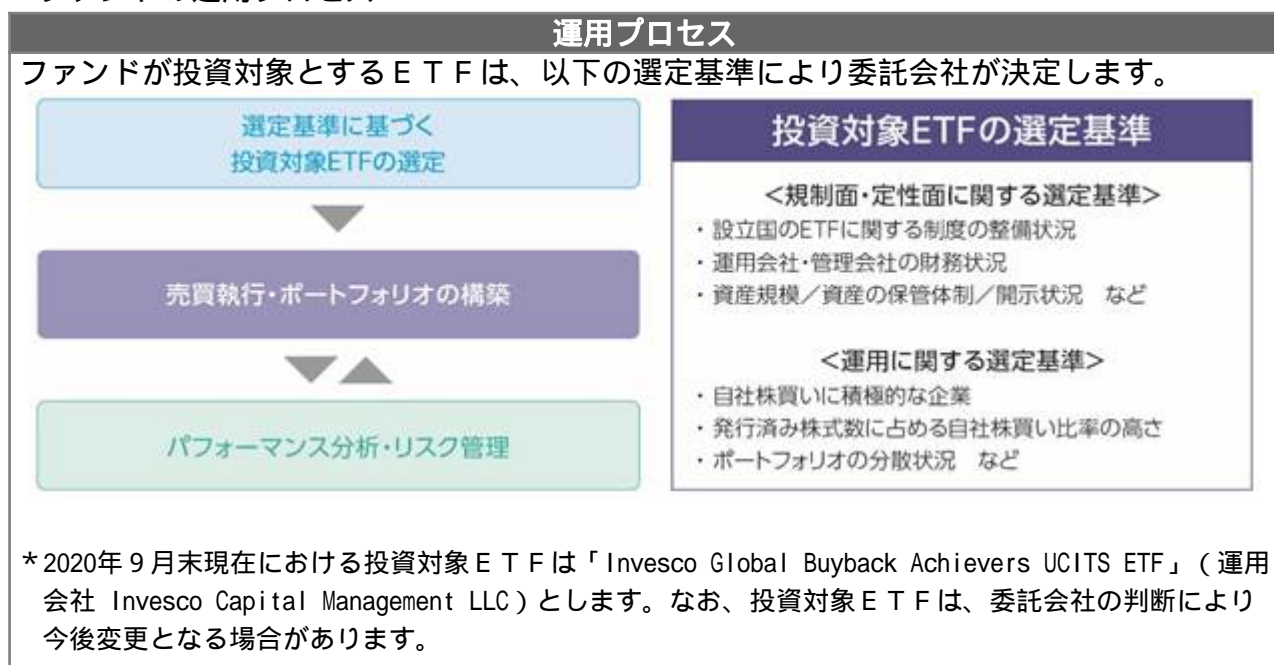 運用プロセス
ファンドが投資対象とするＥＴＦは、以下の選定基準により委託会社が決定します。
選定基準に基づく
投資対象ETFの選定
売買執行・ポートフォリオの構築
パフォーマンス分析・リスク管理
投資対象ETFの選定基準
＜規制面・定性面に関する選定基準＞
・設立国のETFに関する制度の整備状況
・運用会社・管理会社の財務状況
・資産規模／資産の保管体制／開示状況　など
＜運用に関する選定基準＞
・自社株買いに積極的な企業
・発行済み株式数に占める自社株買い比率の高さ
・ポートフォリオの分散状況　など
＊2020年９月末現在における投資対象ＥＴＦは「Invesco Global Buyback Achievers UCITS ETF」（運用
会社 Invesco Capital Management LLC）とします。なお、投資対象ＥＴＦは、委託会社の判断により
今後変更となる場合があります。